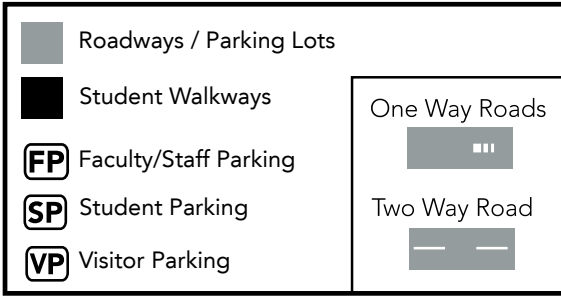 Roadways / Parking Lots
Student Walkways
FP Faculty/Staff Parking
SP Student Parking
VP Visitor Parking
One Way Roads
Two Way Road